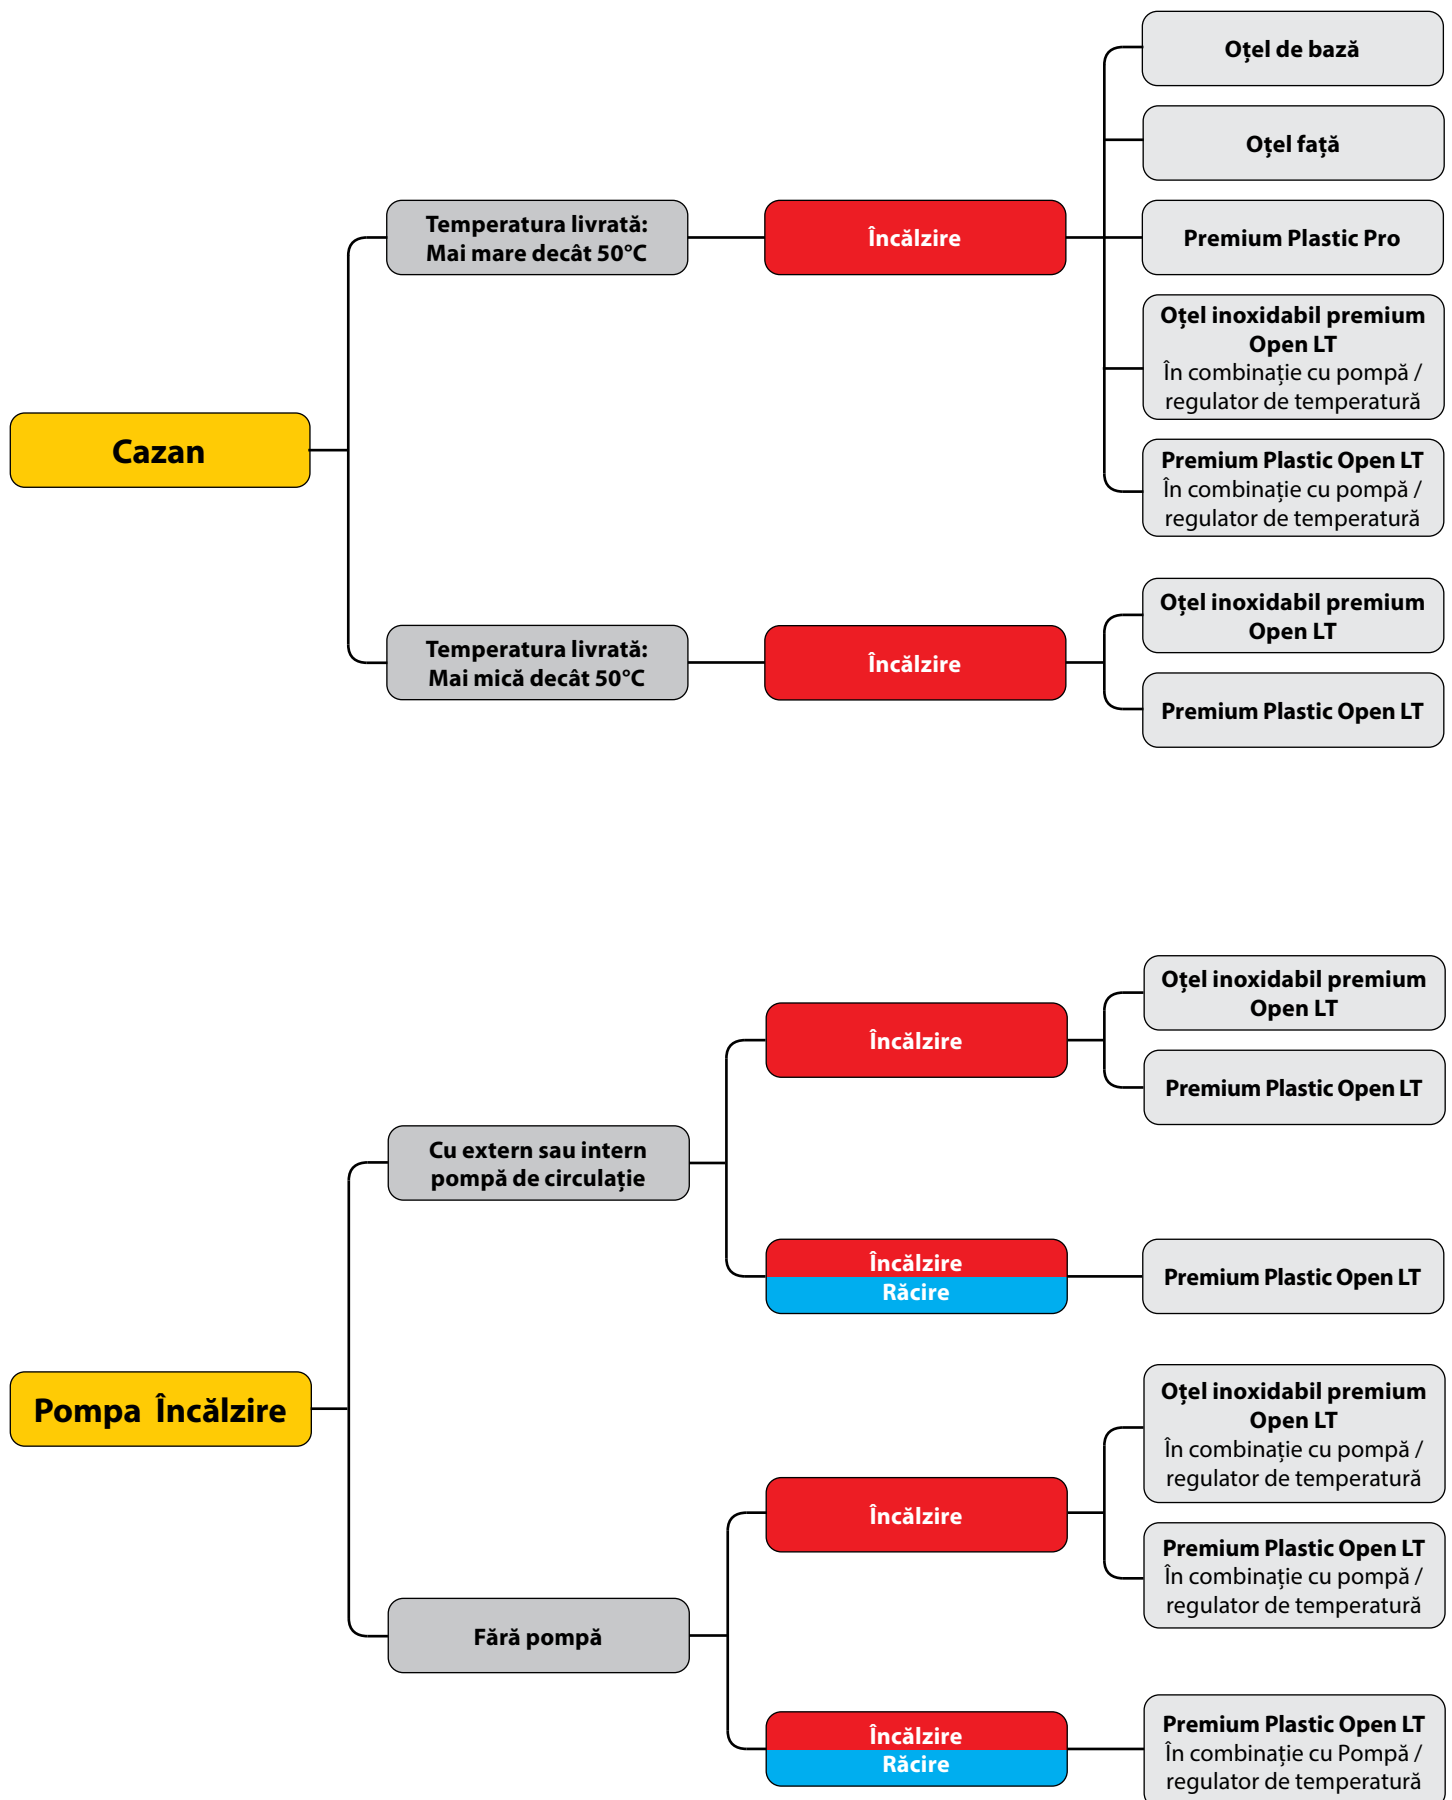 Oțel de bază
Oțel față
Temperatura livrată:
Mai mare decât 50°C
Încălzire
Premium Plastic Pro
Oțel inoxidabil premium
Open LT
În combinație cu pompă /
regulator de temperatură
Cazan
Premium Plastic Open LT
În combinație cu pompă /
regulator de temperatură
Oțel inoxidabil premium
Open LT
Temperatura livrată:
Mai mică decât 50°C
Încălzire
Premium Plastic Open LT
Oțel inoxidabil premium
Open LT
Încălzire
Premium Plastic Open LT
Cu extern sau intern
pompă de circulație
Încălzire
Răcire
Premium Plastic Open LT
Pompa Încălzire
Oțel inoxidabil premium
Open LT
În combinație cu pompă /
regulator de temperatură
Încălzire
Premium Plastic Open LT
În combinație cu pompă /
regulator de temperatură
Fără pompă
Încălzire
Răcire
Premium Plastic Open LT
În combinație cu Pompă /
regulator de temperatură